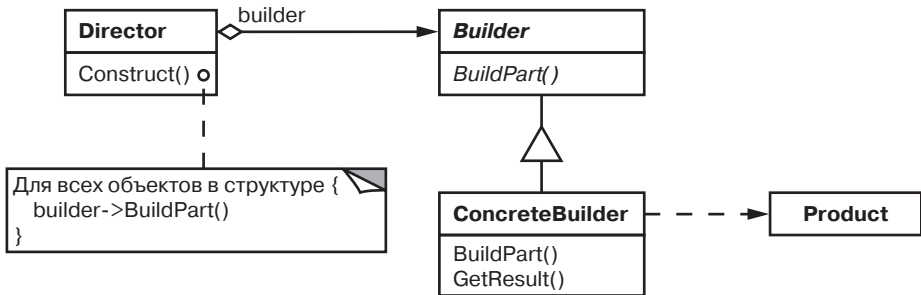 builder
Director
Construct()
Builder
BuildPart()
Для всех объектов в структуре {
builder->BuildPart()
}
ConcreteBuilder
BuildPart()
GetResult()
Product